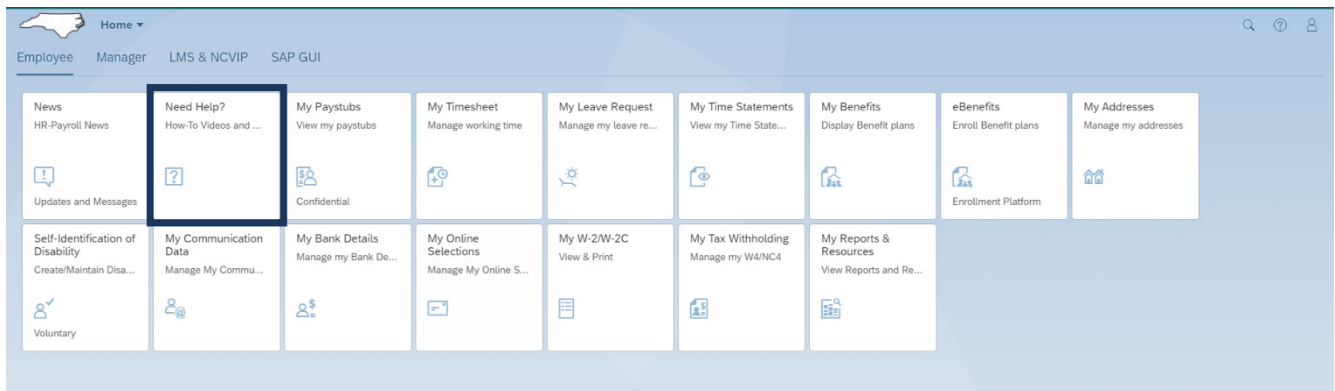 Home
Employee Manager LMS & NCVIP SAP GUI
News
HR-Payroll News
Updates and Messages
Need Help?
How-To Videos and ...
My Paystubs
View my paystubs
Confidential
My Timesheet
Manage working time
My Leave Request
Manage my leave re...
My Time Statements
View my Time State...
My Benefits
Display Benefit plans
eBenefits
Enroll Benefit plans
Enrollment Platform
My Addresses
Manage my addresses
Self-Identification of
Disability
Create/Maintain Disa...
Voluntary
My Communication
Data
Manage My Commu...
My Bank Details
Manage my Bank De...
My Online
Selections
Manage My Online S...
My W-2/W-2C
View & Print
My Tax Withholding
Manage my W4/NC4
My Reports &
Resources
View Reports and Re...